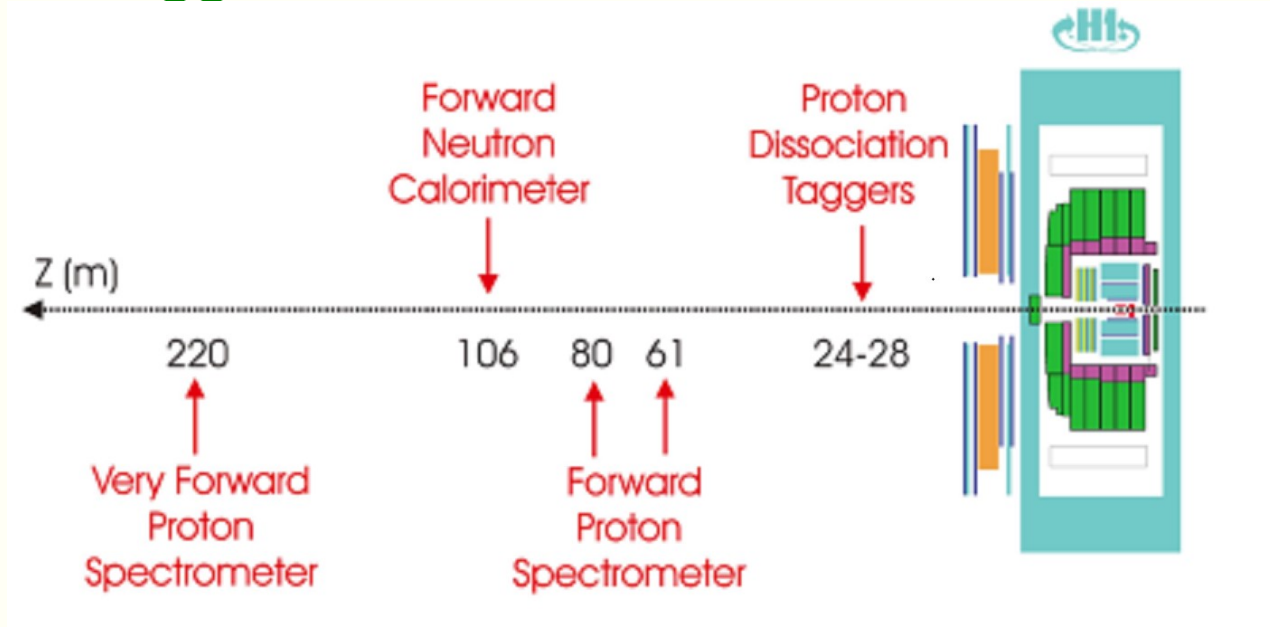 H1
Forward
Neutron
Calorimeter
Proton
Dissociation
Taggers
Z (m)
220
106
80
61
24-28
Very Forward
Proton
Spectrometer
Forward
Proton
Spectrometer